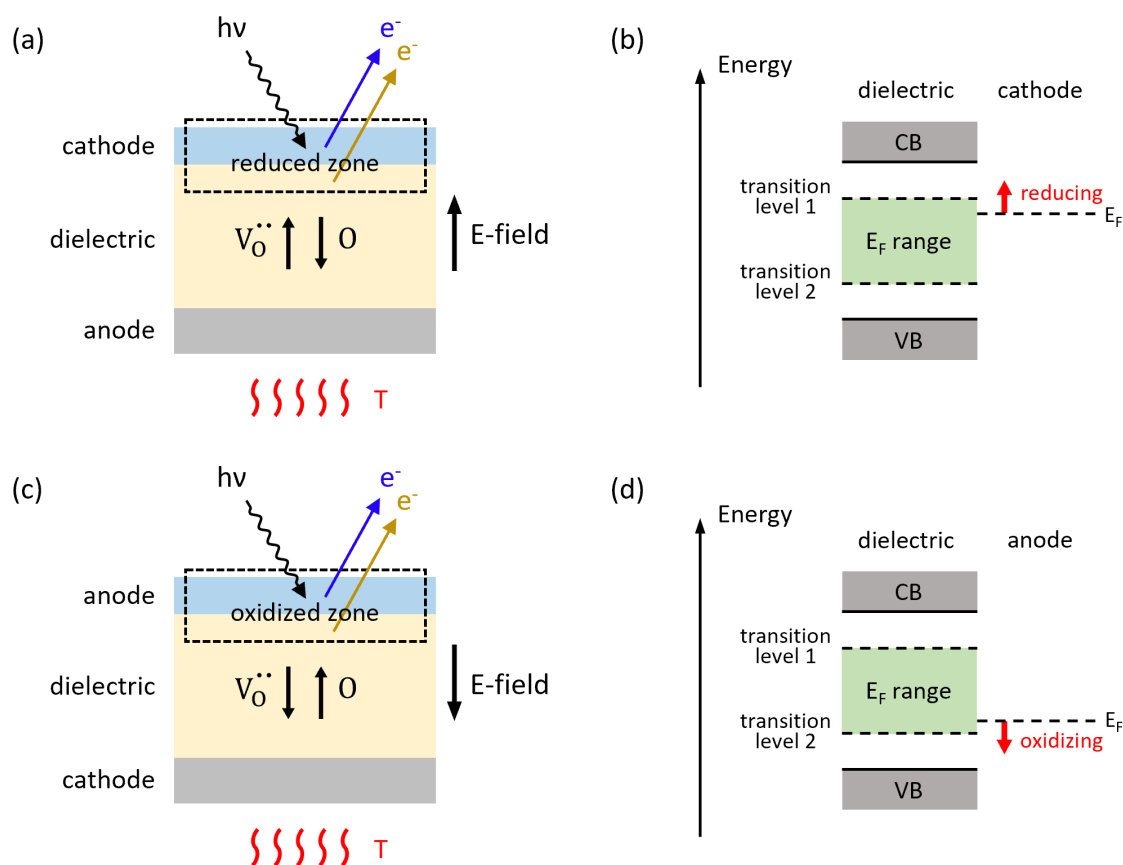 (a)
hν
e⁻
e⁻
cathode
reduced zone
dielectric
V_O^•• O
E-field
anode
T
(b)
Energy
dielectric cathode
CB
transition
level 1
reducing
E_F
E_F range
transition
level 2
VB
(c)
hν
e⁻
e⁻
anode
oxidized zone
dielectric
V_O^•• O
E-field
cathode
T
(d)
Energy
dielectric anode
CB
transition
level 1
E_F range
E_F
transition
level 2
oxidizing
VB